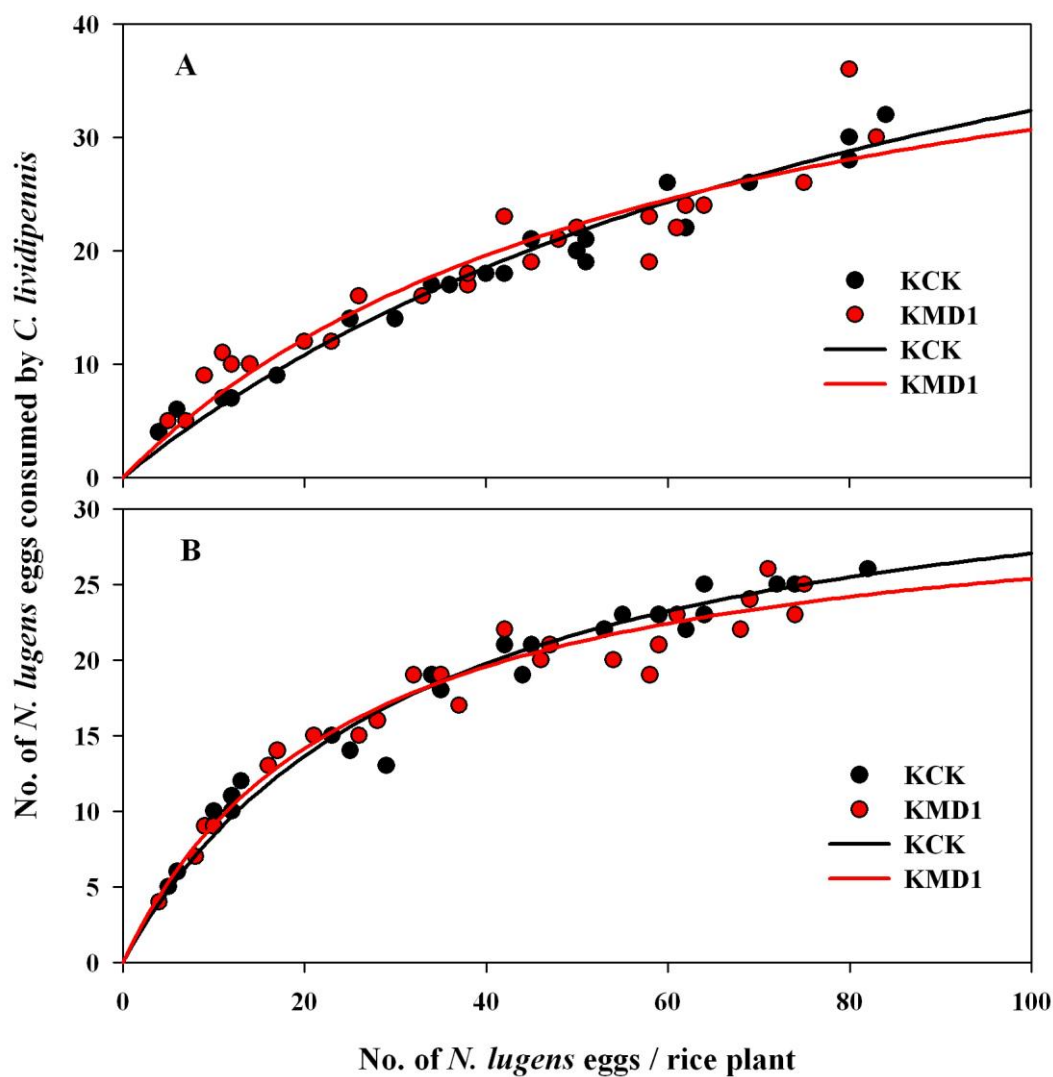 40
A
30
20
10
0
KCK
KMD1
KCK
KMD1
No. of N. lugens eggs consumed by C. lividipennis
30
B
25
20
15
10
5
0
KCK
KMD1
KCK
KMD1
0 20 40 60 80 100
No. of N. lugens eggs / rice plant